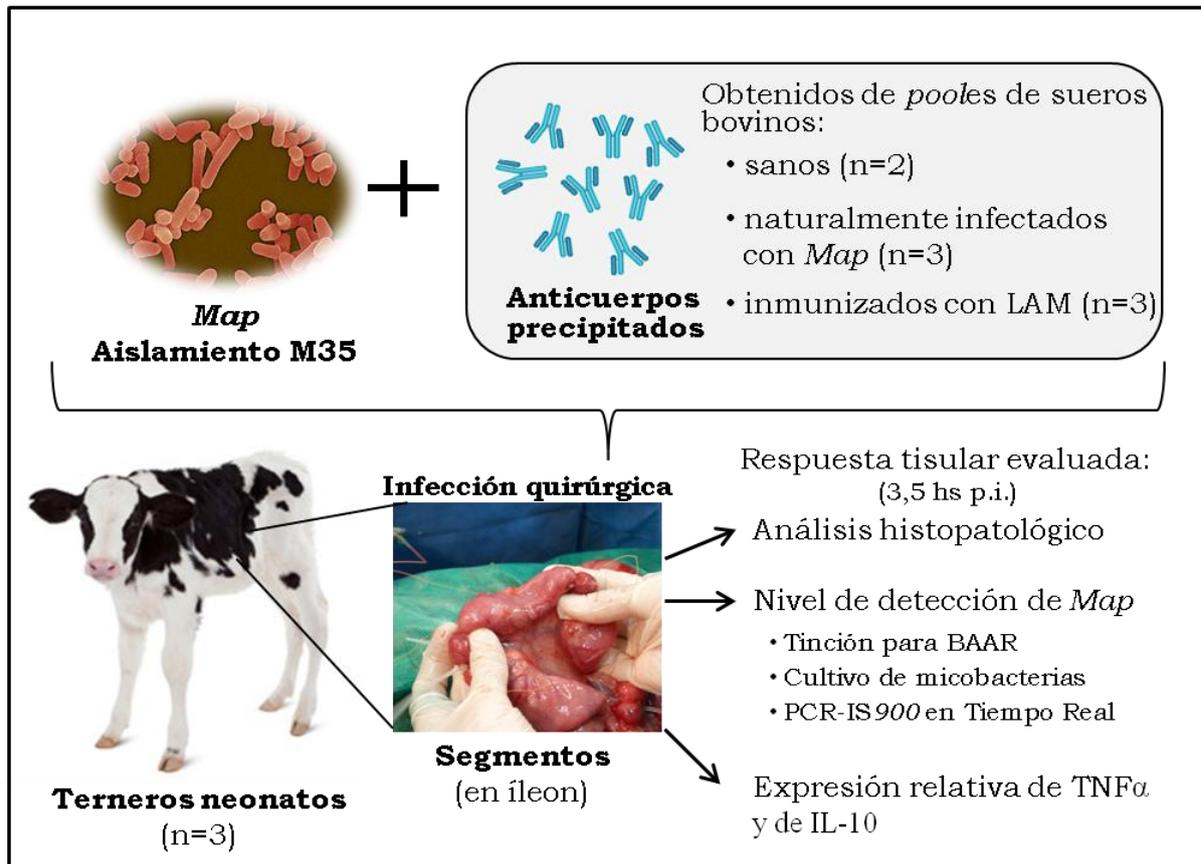 Map
Aislamiento M35
+
Anticuerpos
precipitados
Obtenidos de pooles de sueros
bovinos:
• sanos (n=2)
• naturalmente infectados
con Map (n=3)
• inmunizados con LAM (n=3)
Terneros neonatos
(n=3)
Infección quirúrgica
Segmentos
(en íleon)
Respuesta tisular evaluada:
(3,5 hs p.i.)
Análisis histopatológico
Nivel de detección de Map
• Tinción para BAAR
• Cultivo de micobacterias
• PCR-IS900 en Tiempo Real
Expresión relativa de TNFα
y de IL-10